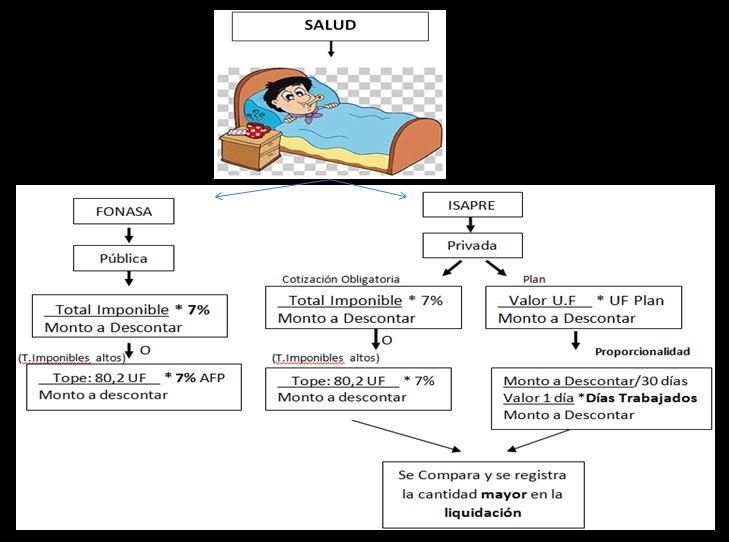 SALUD
FONASA
Pública
Total Imponible * 7%
Monto a Descontar
O
(T.Imponibles altos)
Tope: 80,2 UF * 7% AFP
Monto a descontar
ISAPRE
Privada
Cotización Obligatoria
Total Imponible * 7%
Monto a Descontar
O
(T.Imponibles altos)
Tope: 80,2 UF * 7%
Monto a descontar
Plan
Valor U.F * UF Plan
Monto a Descontar
Proporcionalidad
Monto a Descontar/30 días
Valor 1 día *Días Trabajados
Monto a Descontar
Se Compara y se registra
la cantidad mayor en la
liquidación